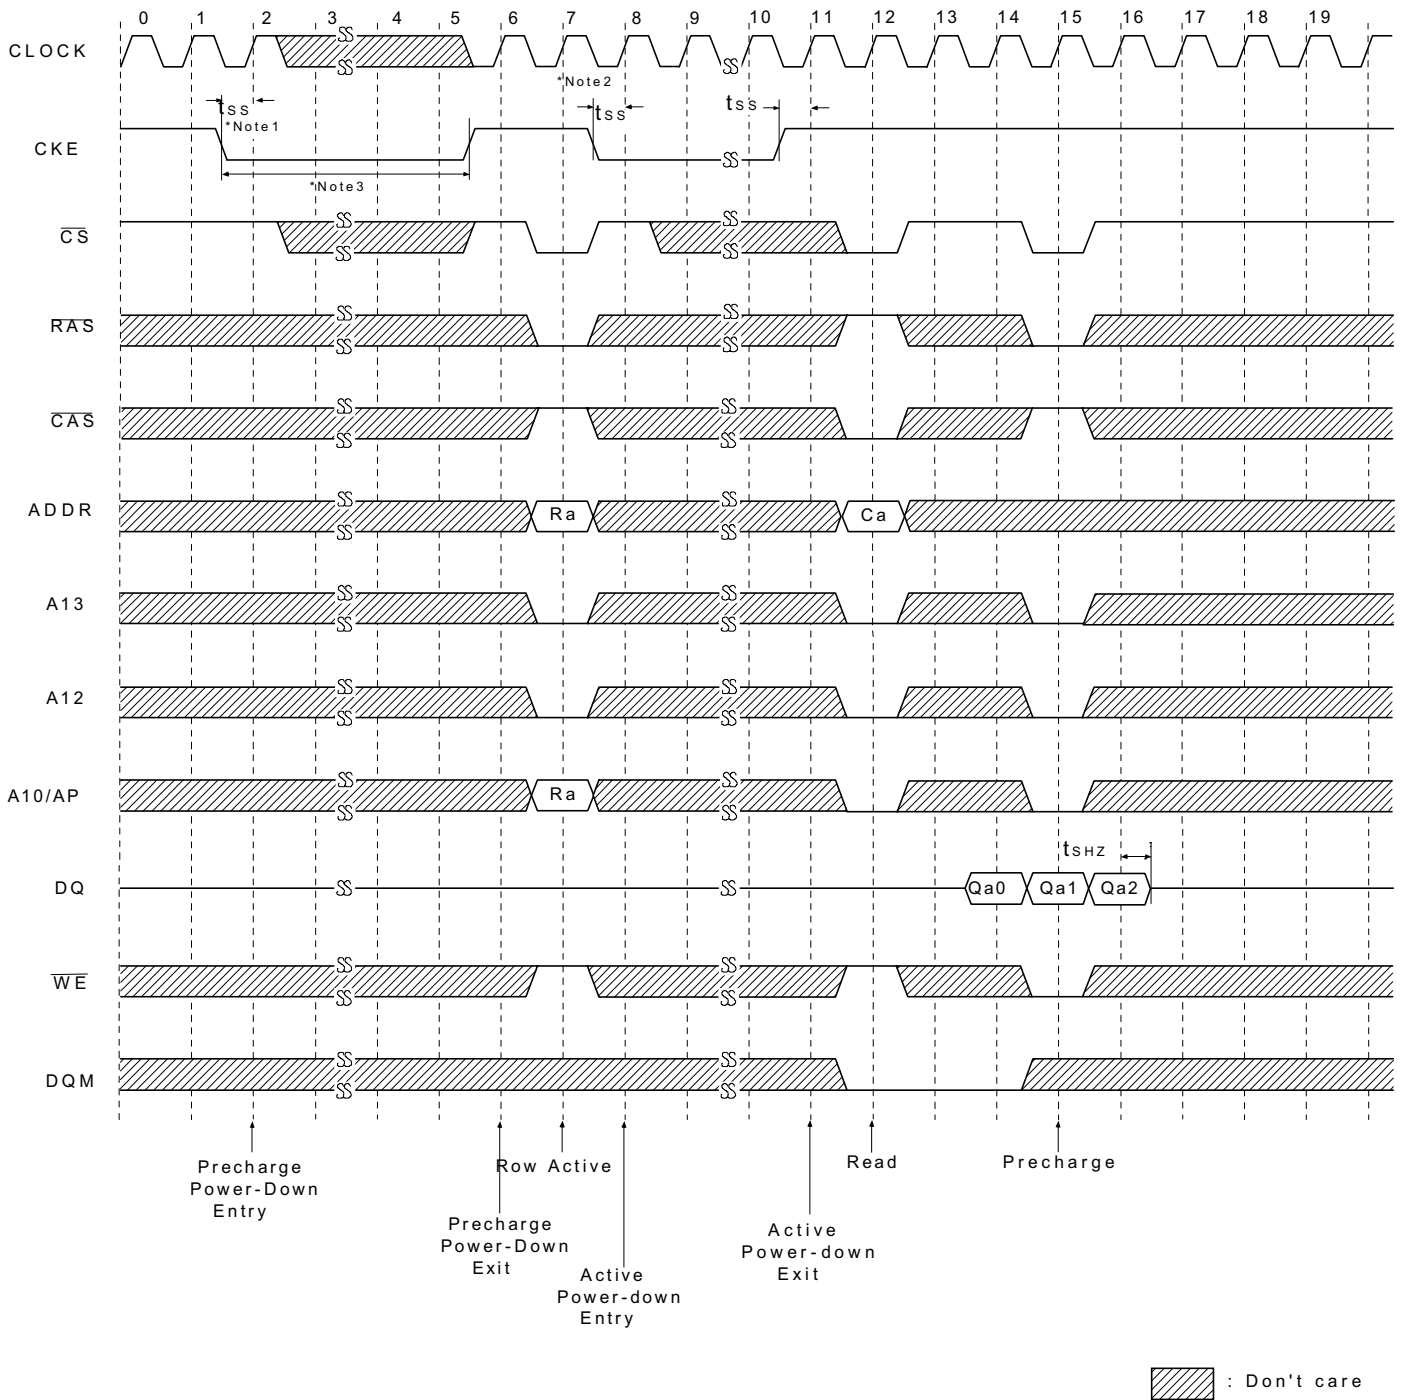 0 1 2 3 4 5 6 7 8 9 10 11 12 13 14 15 16 17 18 19
CLOCK
*Note2
tSS
*Note1
tSS
tSS
CKE
*Note3
CS
RAS
CAS
ADDR
Ra
Ca
A13
A12
A10/AP
Ra
tSHZ
DQ
Qa0
Qa1
Qa2
WE
DQM
Precharge
Power-Down
Entry
Row Active
Precharge
Power-Down
Exit
Active
Power-down
Entry
Active
Power-down
Exit
Read
Precharge
: Don't care